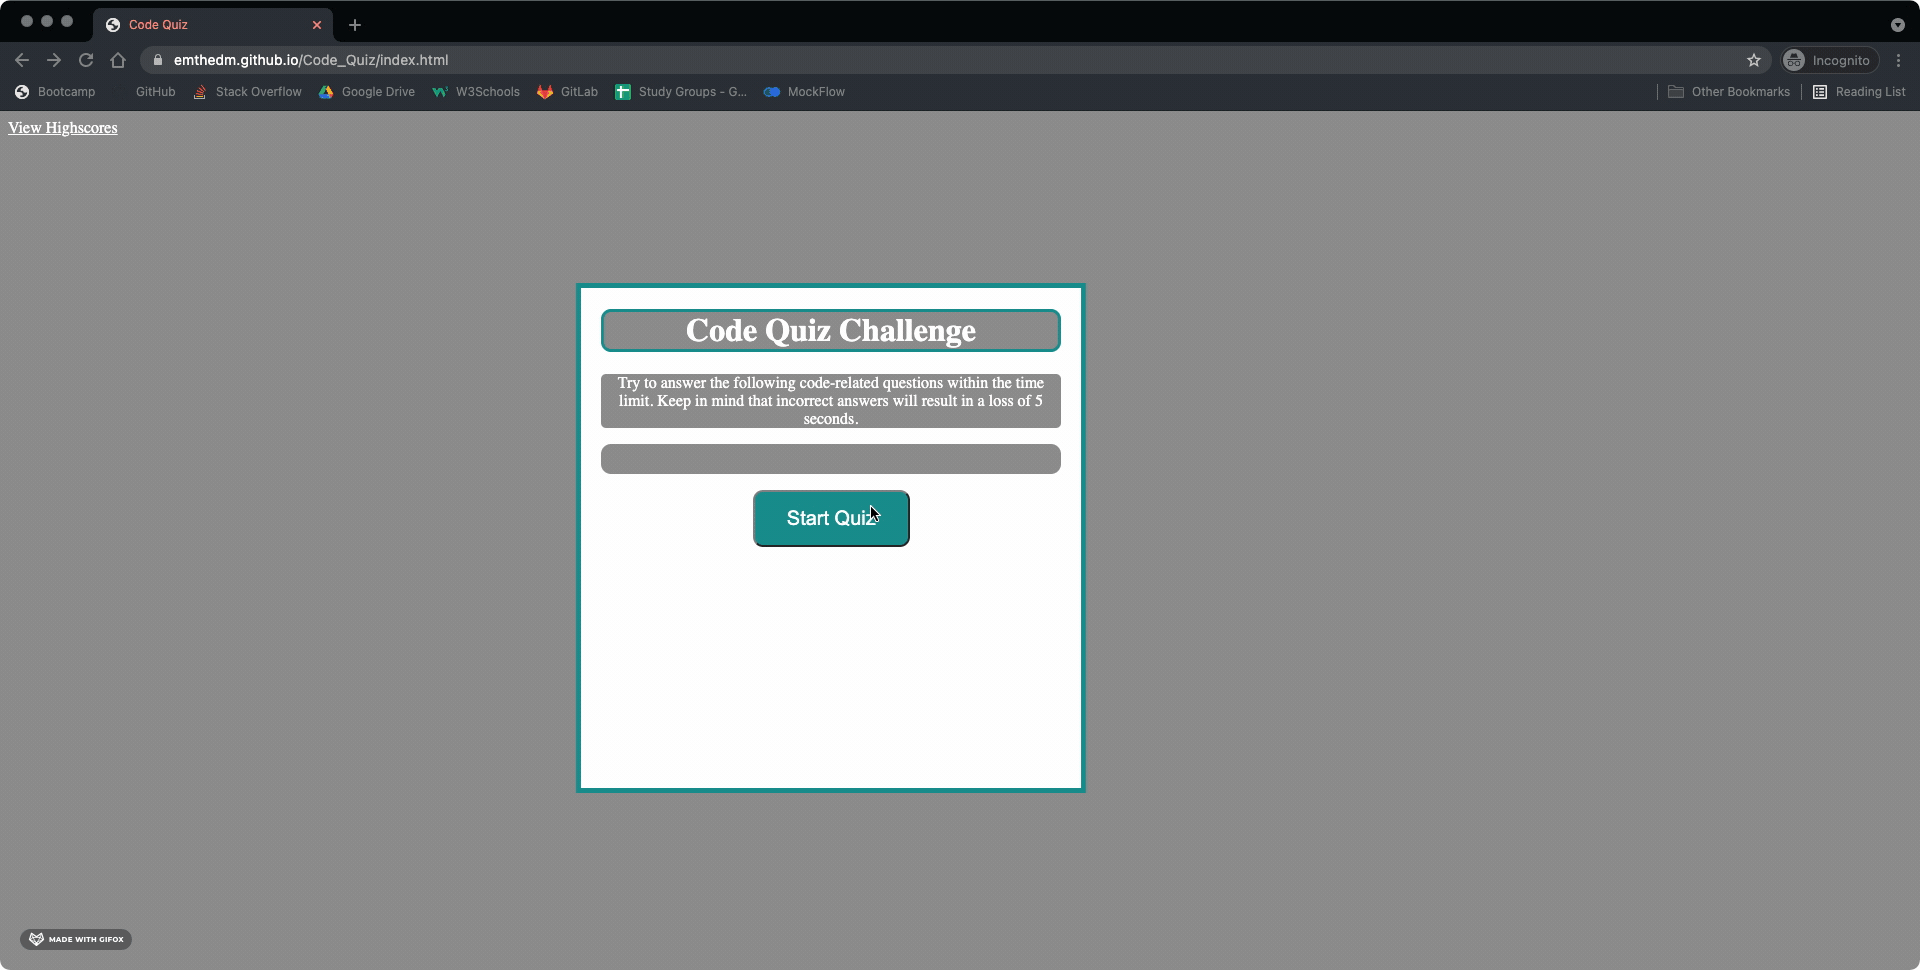 Code Quiz
emthedm.github.io/Code_Quiz/index.html
Incognito
Bootcamp GitHub Stack Overflow Google Drive W3Schools GitLab Study Groups - G... MockFlow Other Bookmarks Reading List
View Highscores
Code Quiz Challenge
Try to answer the following code-related questions within the time
limit. Keep in mind that incorrect answers will result in a loss of 5
seconds.
Start Quiz
MADE WITH GIFOX